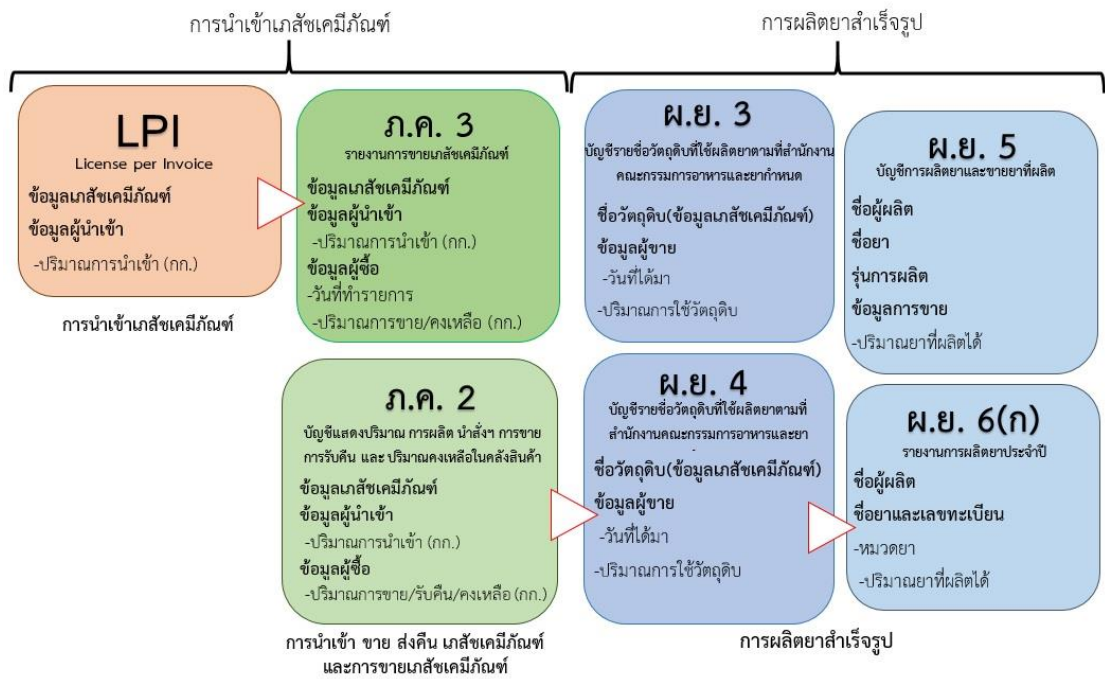 การนำเข้าเภสัชเคมีภัณฑ์
การผลิตยาสำเร็จรูป
LPI
License per Invoice
ข้อมูลเภสัชเคมีภัณฑ์
ข้อมูลผู้นำเข้า
-ปริมาณการนำเข้า (กก.)
การนำเข้าเภสัชเคมีภัณฑ์
ภ.ค. 3
รายงานการขายเภสัชเคมีภัณฑ์
ข้อมูลเภสัชเคมีภัณฑ์
ข้อมูลผู้นำเข้า
-ปริมาณการนำเข้า (กก.)
ข้อมูลผู้ซื้อ
-วันที่ทำรายการ
-ปริมาณการขาย/คงเหลือ (กก.)
ภ.ค. 2
บัญชีแสดงปริมาณ การผลิต นำสั่งฯ การขาย
การรับคืน และ ปริมาณคงเหลือในคลังสินค้า
ข้อมูลเภสัชเคมีภัณฑ์
ข้อมูลผู้นำเข้า
-ปริมาณการนำเข้า (กก.)
ข้อมูลผู้ซื้อ
-ปริมาณการขาย/รับคืน/คงเหลือ (กก.)
การนำเข้า ขาย ส่งคืน เภสัชเคมีภัณฑ์
และการขายเภสัชเคมีภัณฑ์
ผ.ย. 3
บัญชีรายชื่อวัตถุดิบที่ใช้ผลิตยาตามที่สำนักงาน
คณะกรรมการอาหารและยากำหนด
ชื่อวัตถุดิบ(ข้อมูลเภสัชเคมีภัณฑ์)
ข้อมูลผู้ขาย
-วันที่ได้มา
-ปริมาณการใช้วัตถุดิบ
ผ.ย. 4
บัญชีรายชื่อวัตถุดิบที่ใช้ผลิตยาตามที่
สำนักงานคณะกรรมการอาหารและยา
ชื่อวัตถุดิบ(ข้อมูลเภสัชเคมีภัณฑ์)
ข้อมูลผู้ขาย
-วันที่ได้มา
-ปริมาณการใช้วัตถุดิบ
การผลิตยาสำเร็จรูป
ผ.ย. 5
บัญชีการผลิตยาและขายยาที่ผลิต
ชื่อผู้ผลิต
ชื่อยา
รุ่นการผลิต
ข้อมูลการขาย
-ปริมาณยาที่ผลิตได้
ผ.ย. 6(ก)
รายงานการผลิตยาประจำปี
ชื่อผู้ผลิต
ชื่อยาและเลขทะเบียน
-หมวดยา
-ปริมาณยาที่ผลิตได้